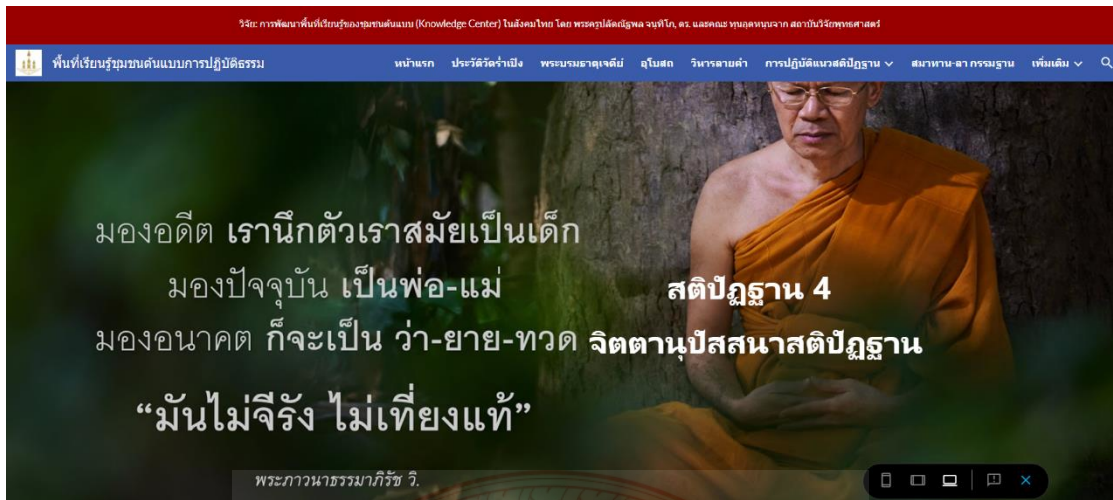 วิจัย: การพัฒนาพื้นที่เรียนรู้ของชุมชนต้นแบบ (Knowledge Center) ในสังคมไทย โดย พระครูปลัดณัฐพล จนฺทิโก, ดร. และคณะ ทุนอุดหนุนจาก สถาบันวิจัยพุทธศาสตร์
พื้นที่เรียนรู้ชุมชนต้นแบบการปฏิบัติธรรม หน้าแรก ประวัติวัดร่ำเปิง พระบรมธาตุเจดีย์ อุโบสถ วิหารลายคำ การปฏิบัติแนวสติปัฏฐาน สมาทาน-ลา กรรมฐาน เพิ่มเติม
มองอดีต เรานึกตัวเราสมัยเป็นเด็ก
มองปัจจุบัน เป็นพ่อ-แม่
มองอนาคต ก็จะเป็น ว่า-ยาย-ทวด
“มันไม่จีรัง ไม่เที่ยงแท้”
พระภาวนาธรรมาภิรัช วิ.
สติปัฏฐาน 4
จิตตานุปัสสนาสติปัฏฐาน